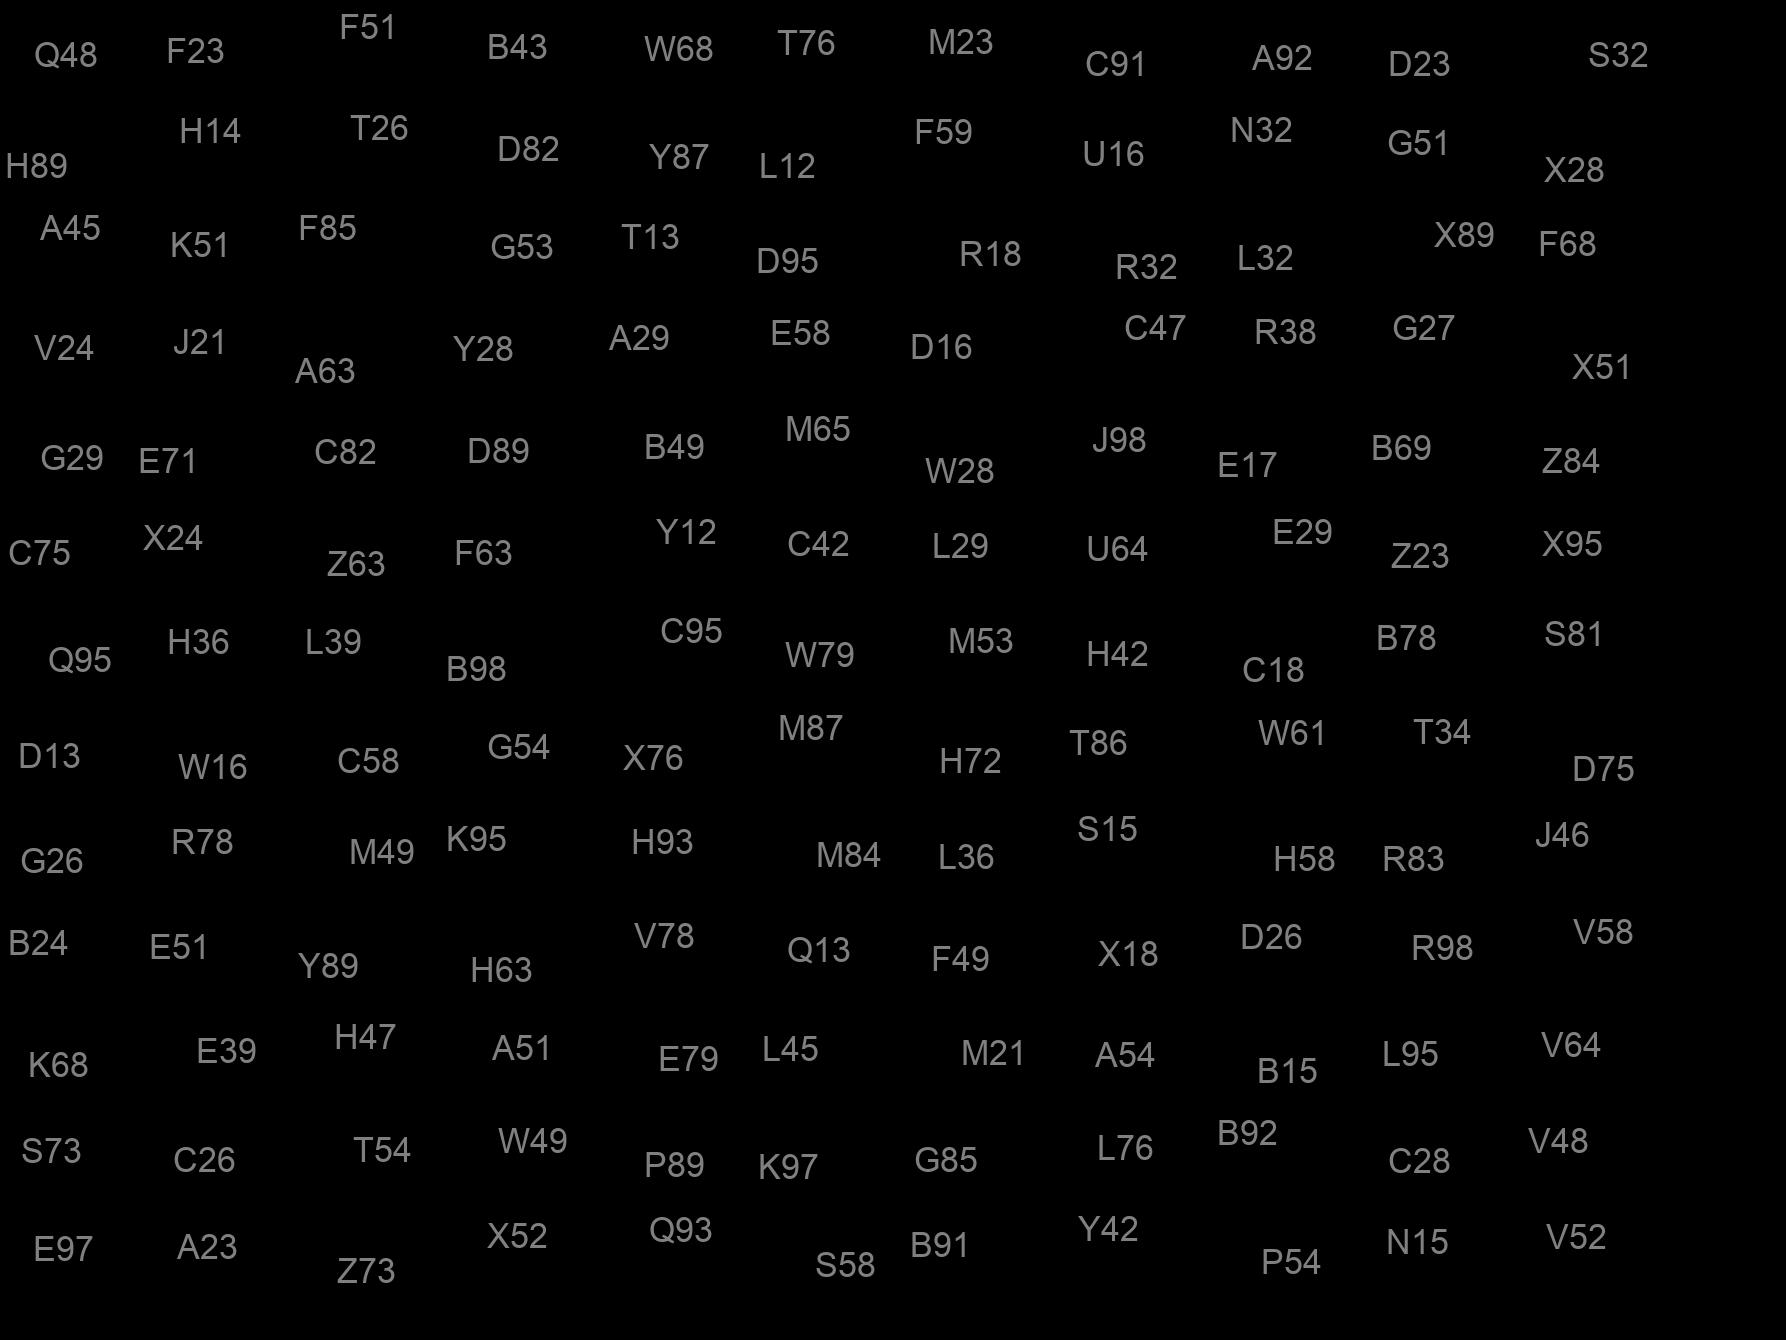 Q48 F23 F51 B43 W68 T76 M23 C91 A92 D23 S32
H89 H14 T26 D82 Y87 L12 F59 U16 N32 G51 X28
A45 K51 F85 G53 T13 D95 R18 R32 L32 X89 F68
V24 J21 A63 Y28 A29 E58 D16 C47 R38 G27 X51
G29 E71 C82 D89 B49 M65 W28 J98 E17 B69 Z84
C75 X24 Z63 F63 Y12 C42 L29 U64 E29 Z23 X95
Q95 H36 L39 B98 C95 W79 M53 H42 C18 B78 S81
D13 W16 C58 G54 X76 M87 H72 T86 W61 T34 D75
G26 R78 M49 K95 H93 M84 L36 S15 H58 R83 J46
B24 E51 Y89 H63 V78 Q13 F49 X18 D26 R98 V58
K68 E39 H47 A51 E79 L45 M21 A54 B15 L95 V64
S73 C26 T54 W49 P89 K97 G85 L76 B92 C28 V48
E97 A23 Z73 X52 Q93 S58 B91 Y42 P54 N15 V52